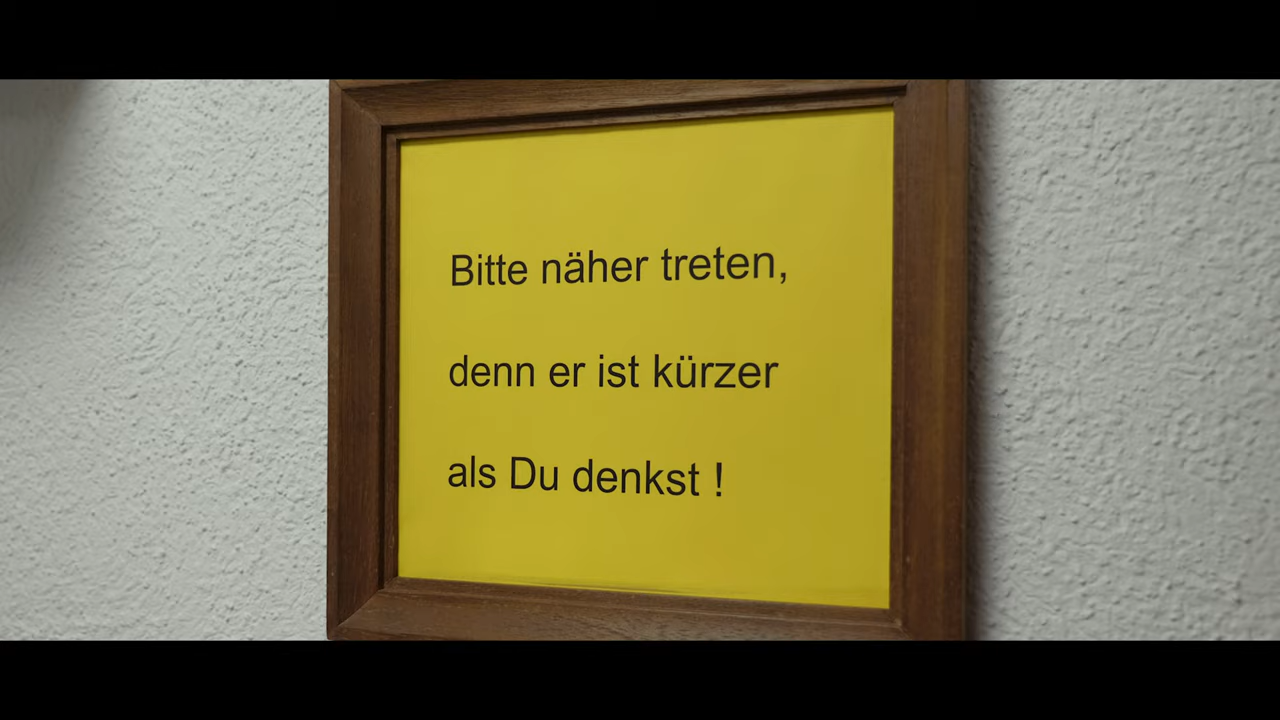 Bitte näher treten,
denn er ist kürzer
als Du denkst !